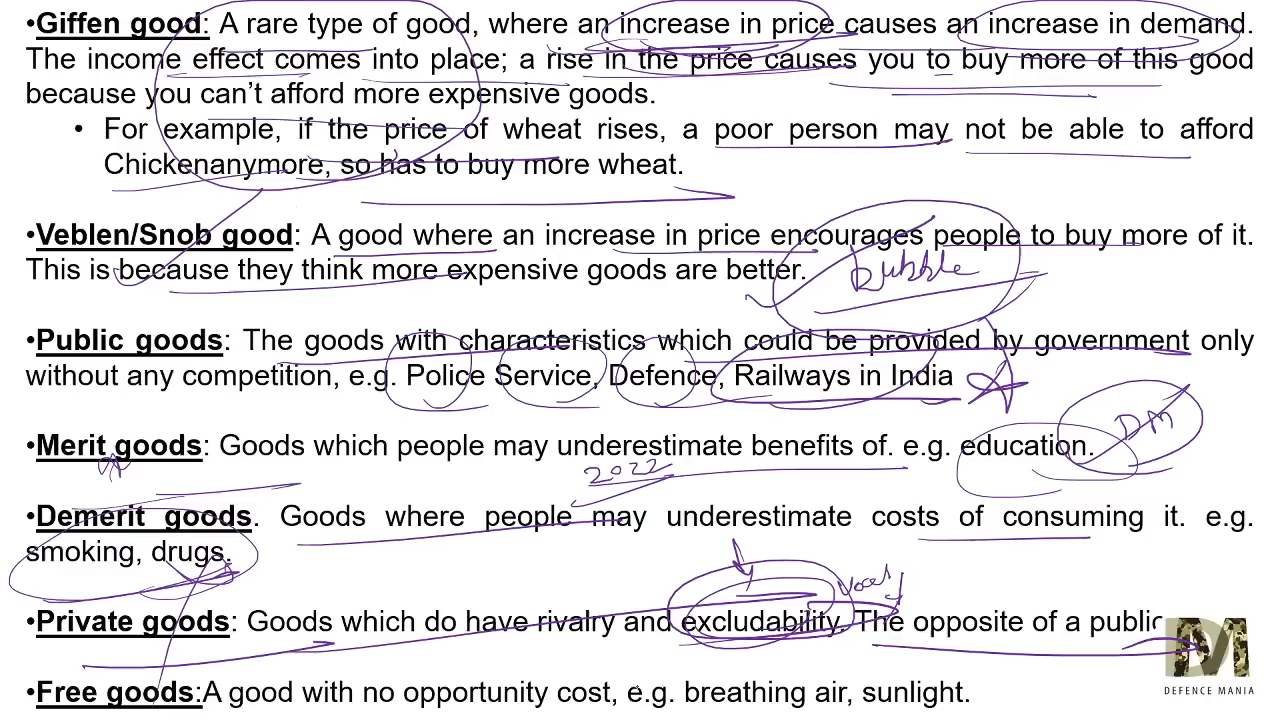 •Giffen good: A rare type of good, where an increase in price causes an increase in demand.
The income effect comes into place; a rise in the price causes you to buy more of this good
because you can't afford more expensive goods.
• For example, if the price of wheat rises, a poor person may not be able to afford
Chickenanymore, so has to buy more wheat.
•Veblen/Snob good: A good where an increase in price encourages people to buy more of it.
This is because they think more expensive goods are better.
bubble
•Public goods: The goods with characteristics which could be provided by government only
without any competition, e.g. Police Service, Defence, Railways in India
DM
•Merit goods: Goods which people may underestimate benefits of. e.g. education.
2022
•Demerit goods. Goods where people may underestimate costs of consuming it. e.g.
smoking, drugs.
•Private goods: Goods which do have rivalry and excludability. The opposite of a public
DM
DEFENCE MANIA
•Free goods:A good with no opportunity cost, e.g. breathing air, sunlight.